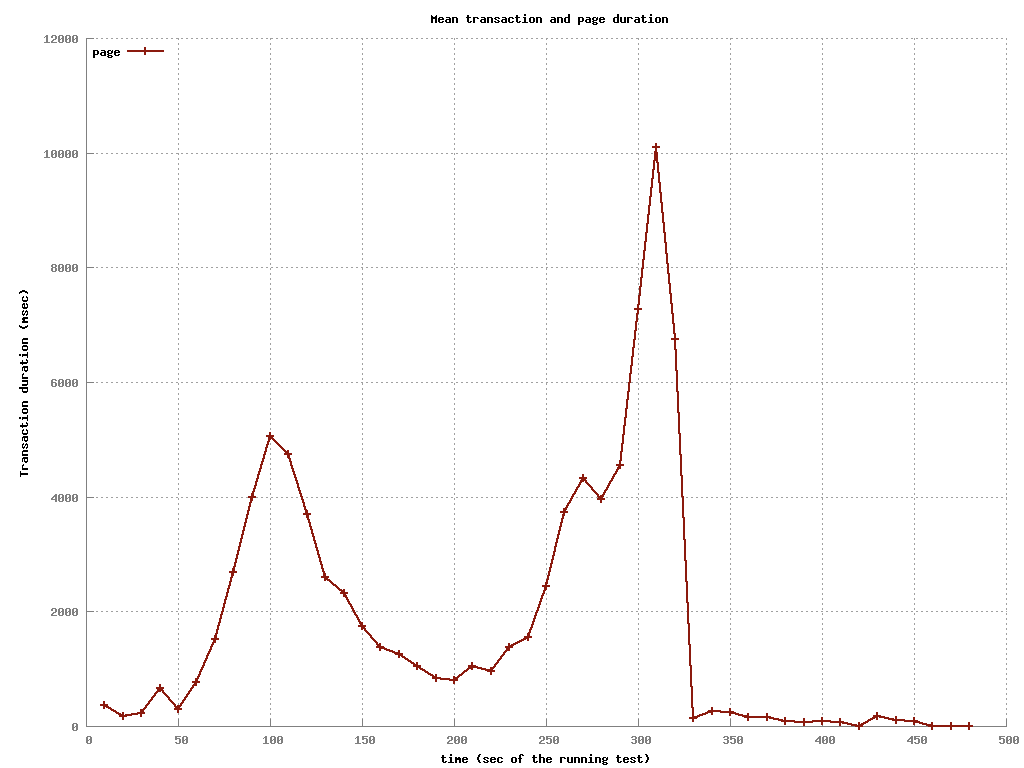 Mean transaction and page duration
page
12000
10000
8000
6000
4000
2000
0
Transaction duration (msec)
0 50 100 150 200 250 300 350 400 450 500
time (sec of the running test)